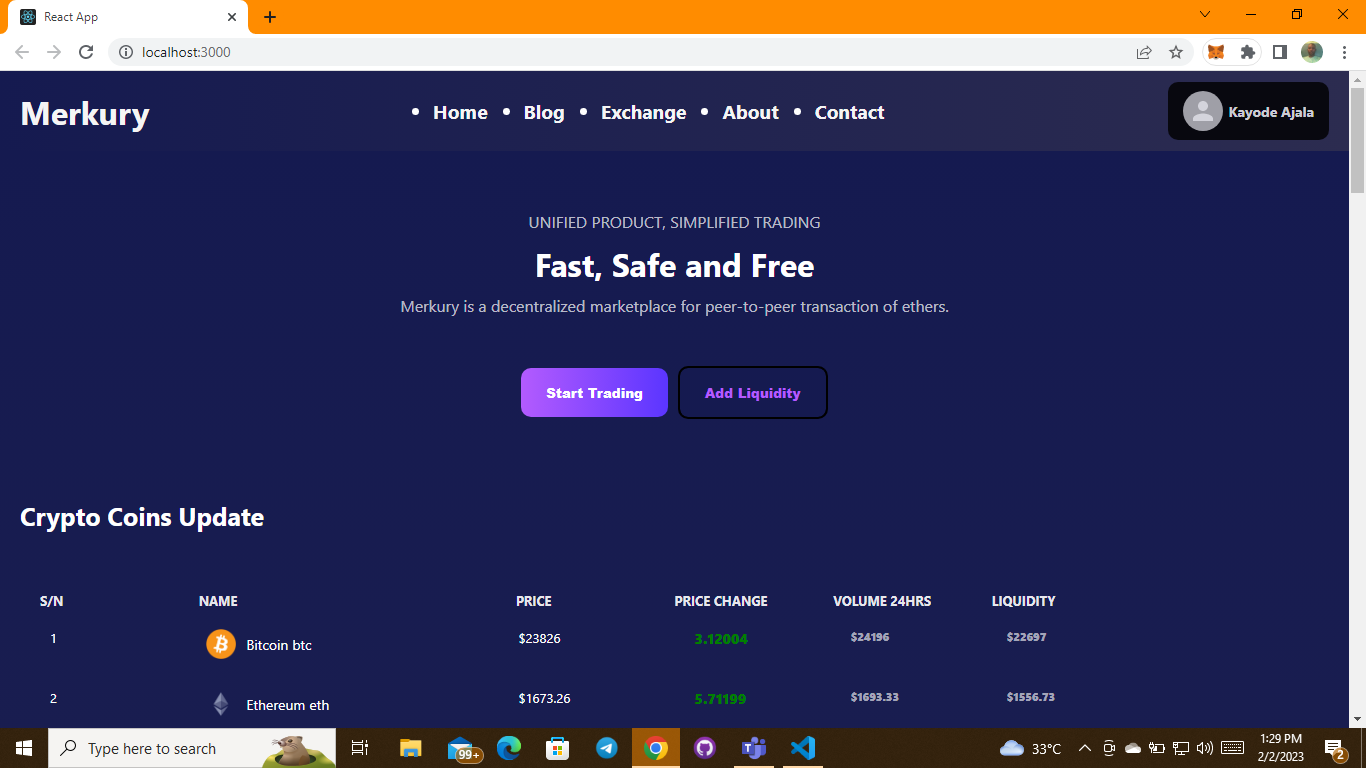 React App
localhost:3000
Merkury
Home Blog Exchange About Contact
Kayode Ajala
UNIFIED PRODUCT, SIMPLIFIED TRADING
Fast, Safe and Free
Merkury is a decentralized marketplace for peer-to-peer transaction of ethers.
Start Trading Add Liquidity
Crypto Coins Update
S/N NAME PRICE PRICE CHANGE VOLUME 24HRS LIQUIDITY
1 Bitcoin btc $23826 3.12004 $24196 $22697
2 Ethereum eth $1673.26 5.71199 $1693.33 $1556.73
Type here to search
99+
33°C
1:29 PM
2/2/2023
2